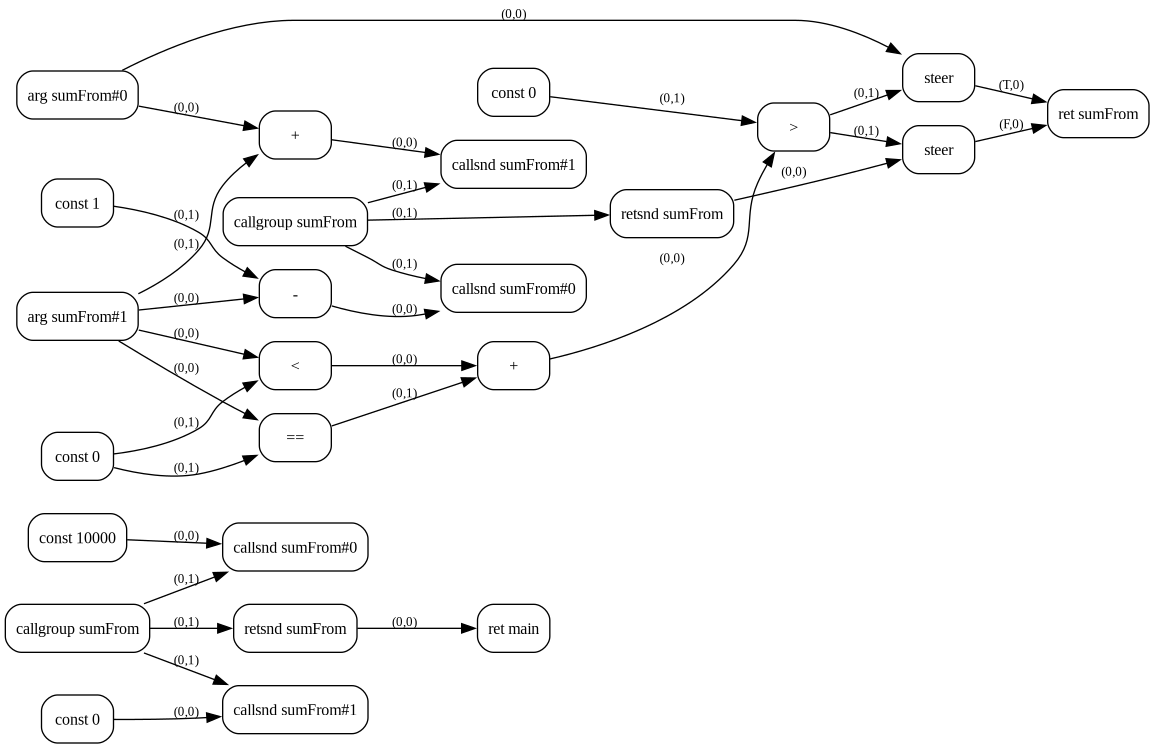 (0,0)
arg sumFrom#0
(0,0)
const 0
(0,1)
steer
(T,0)
ret sumFrom
(0,1)
>
(0,1)
(F,0)
steer
+
(0,0)
callsnd sumFrom#1
(0,0)
const 1
(0,1)
(0,1)
callgroup sumFrom
(0,1)
(0,1)
retsnd sumFrom
(0,1)
callsnd sumFrom#0
(0,0)
arg sumFrom#1
(0,0)
-
(0,0)
(0,0)
(0,0)
<
(0,0)
+
(0,1)
(0,1)
==
const 0
(0,1)
const 10000
(0,0)
callsnd sumFrom#0
(0,1)
callgroup sumFrom
(0,1)
retsnd sumFrom
(0,0)
ret main
(0,1)
const 0
(0,0)
callsnd sumFrom#1